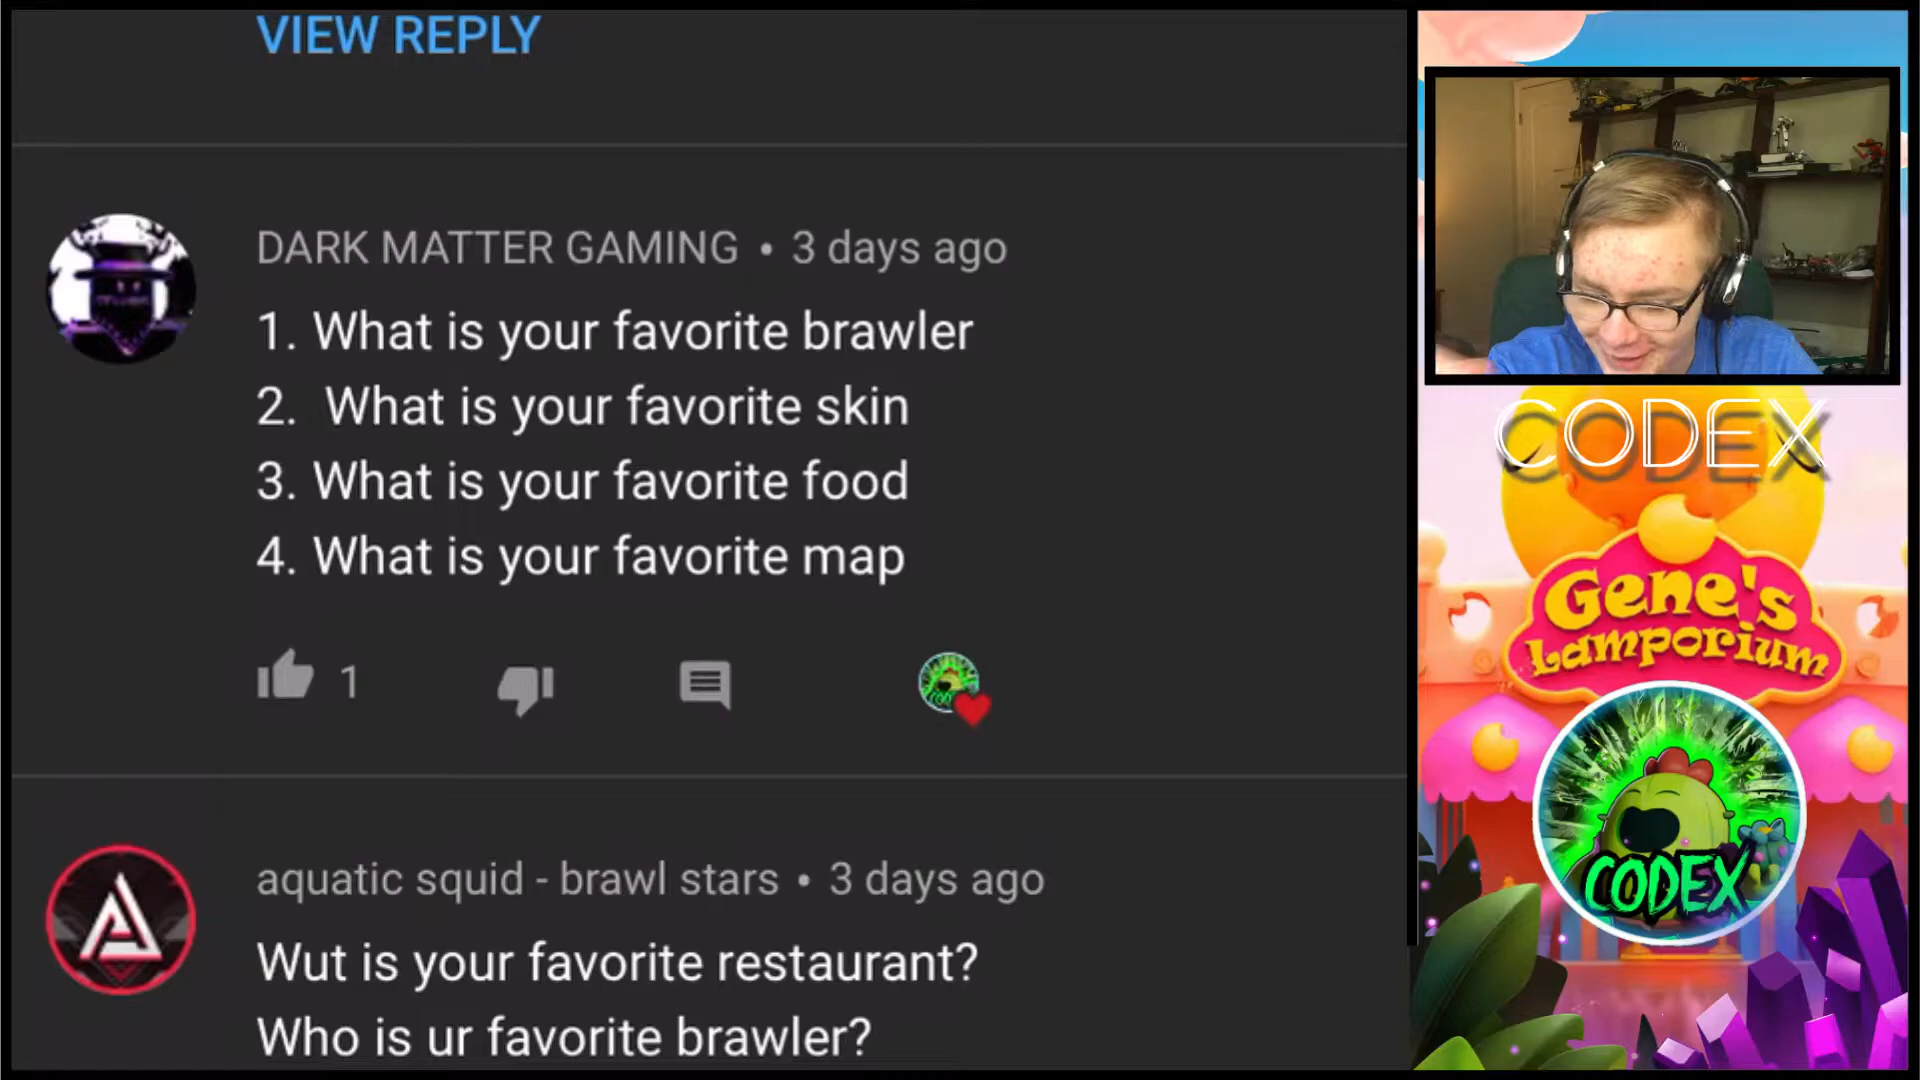 VIEW REPLY
DARK MATTER GAMING • 3 days ago
1. What is your favorite brawler
2. What is your favorite skin
3. What is your favorite food
4. What is your favorite map
1
aquatic squid - brawl stars • 3 days ago
Wut is your favorite restaurant?
Who is ur favorite brawler?
CODEX
Gene's
Lamporium
CODEX